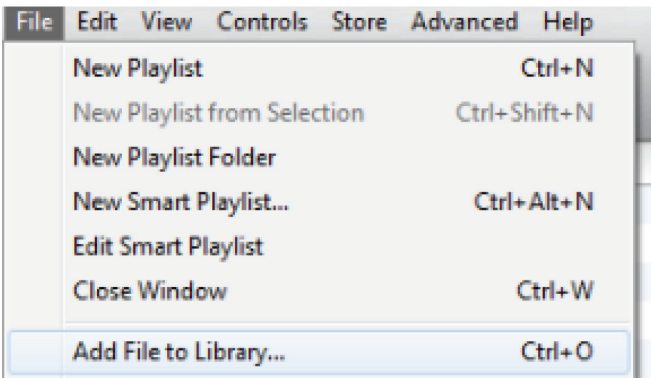 File Edit View Controls Store Advanced Help
New Playlist Ctrl+N
New Playlist from Selection Ctrl+Shift+N
New Playlist Folder
New Smart Playlist... Ctrl+Alt+N
Edit Smart Playlist
Close Window Ctrl+W
Add File to Library... Ctrl+O